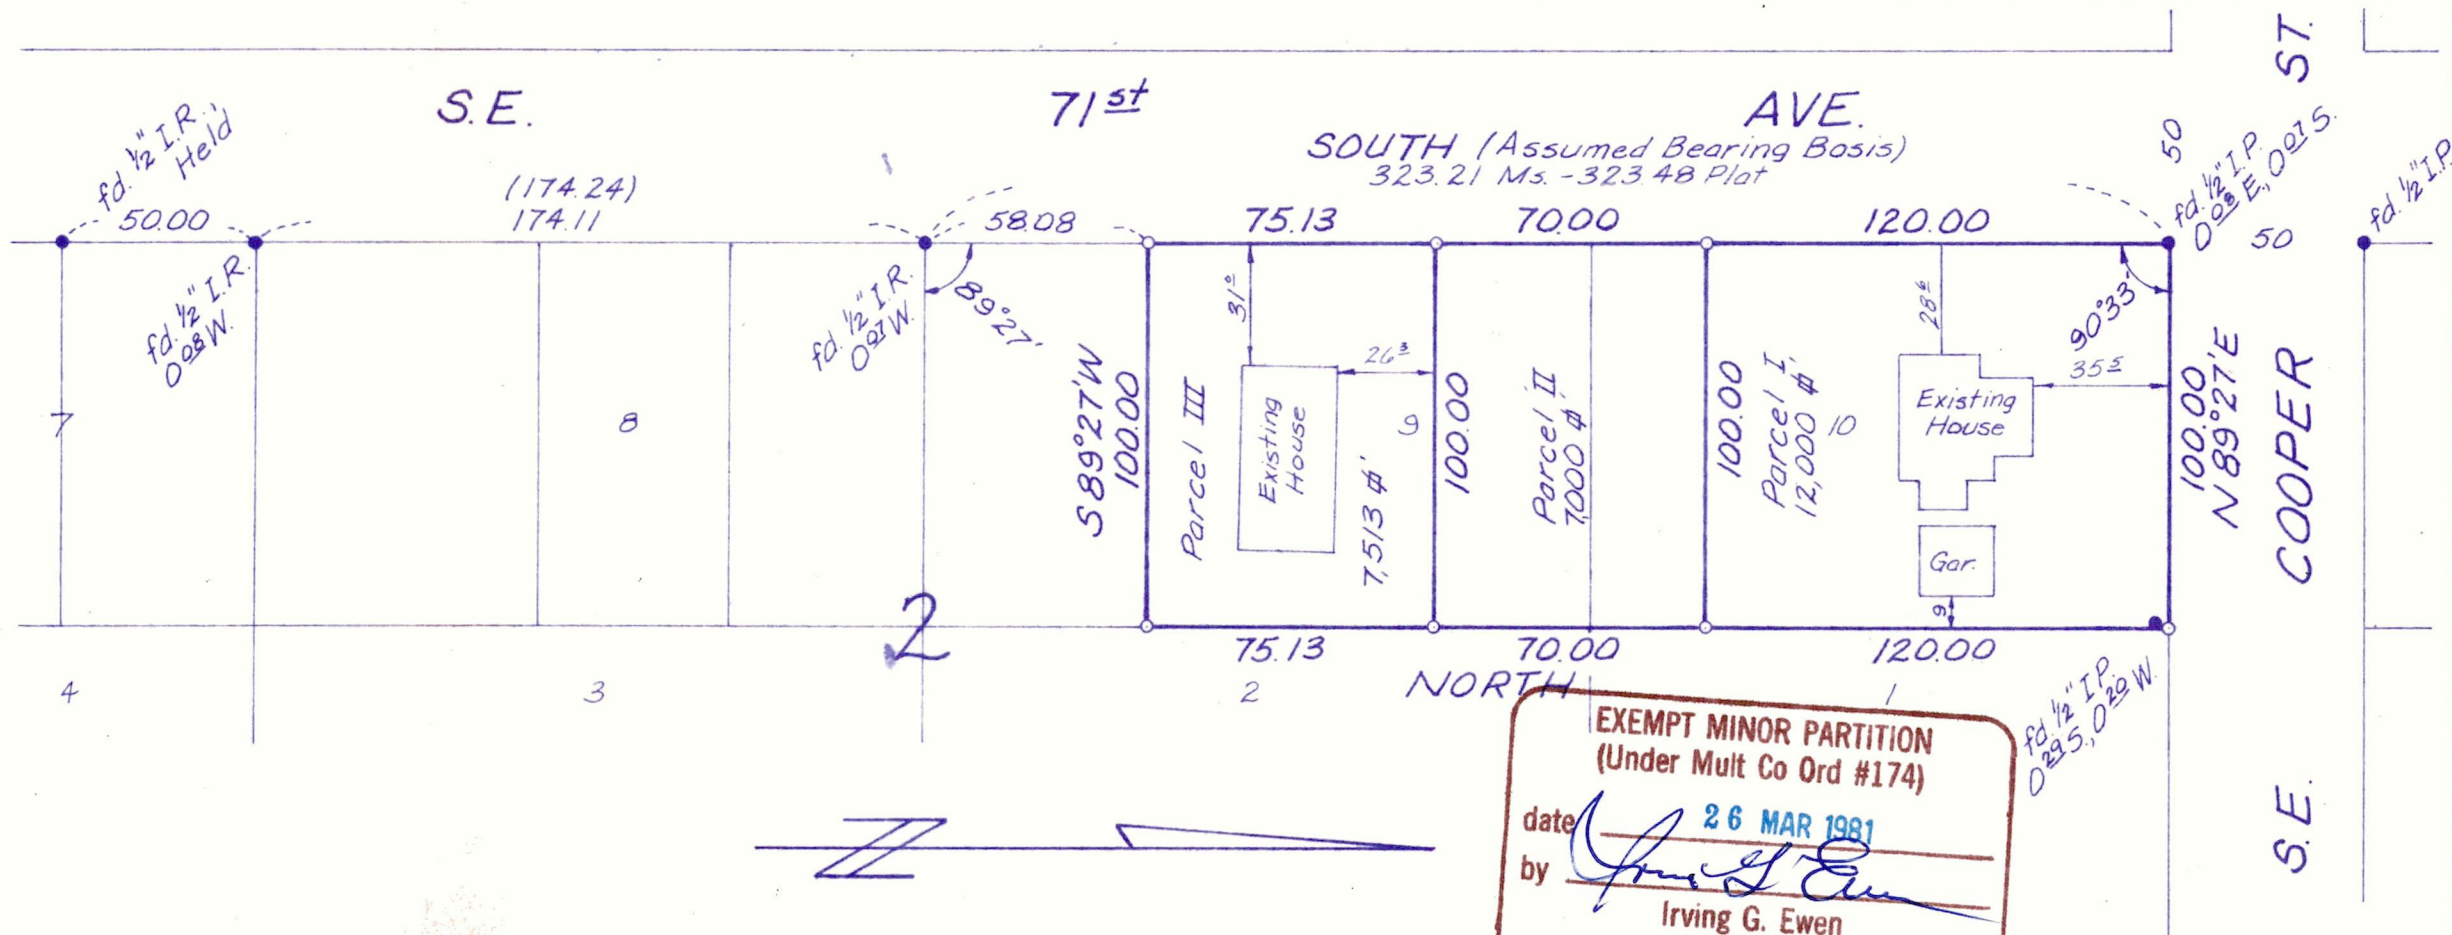 S.E. 71st AVE.
SOUTH (Assumed Bearing Basis)
323.21 Ms. - 323.48 Plat
fd. ½" I.R.
Held
50.00
(174.24)
174.11
58.08
75.13
70.00
120.00
50
fd. ½" I.P.
0.08 E., 0.07 S.
50
fd. ½" I.P.
fd. ½" I.R.
0.08 W.
fd. ½" I.R.
0.07 W.
89°27'
S 89°27' W
100.00
Parcel III
31.0
Existing
House
26.3
7,513 ▱'
9
100.00
Parcel II
7,000 ▱'
100.00
Parcel I
12,000 ▱'
10
28.6
Existing
House
Gar.
9
90°33'
35.5
100.00
N 89°27' E
S.E. COOPER ST.
7
8
2
75.13
70.00
120.00
NORTH
4
3
2
1
fd. ½" I.P.
0.29 S., 0.20 W.
N
EXEMPT MINOR PARTITION
(Under Mult Co Ord #174)
date 26 MAR 1981
by
Irving G. Ewen